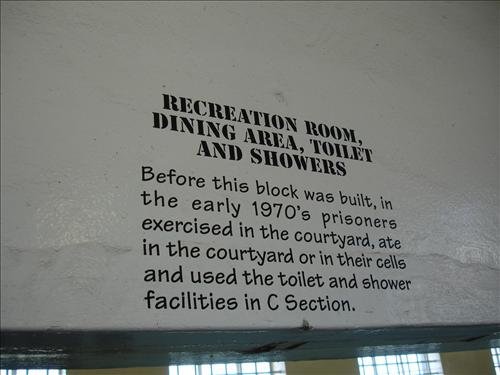 RECREATION ROOM,
DINING AREA, TOILET
AND SHOWERS
Before this block was built, in
the early 1970's prisoners
exercised in the courtyard, ate
in the courtyard or in their cells
and used the toilet and shower
facilities in C Section.